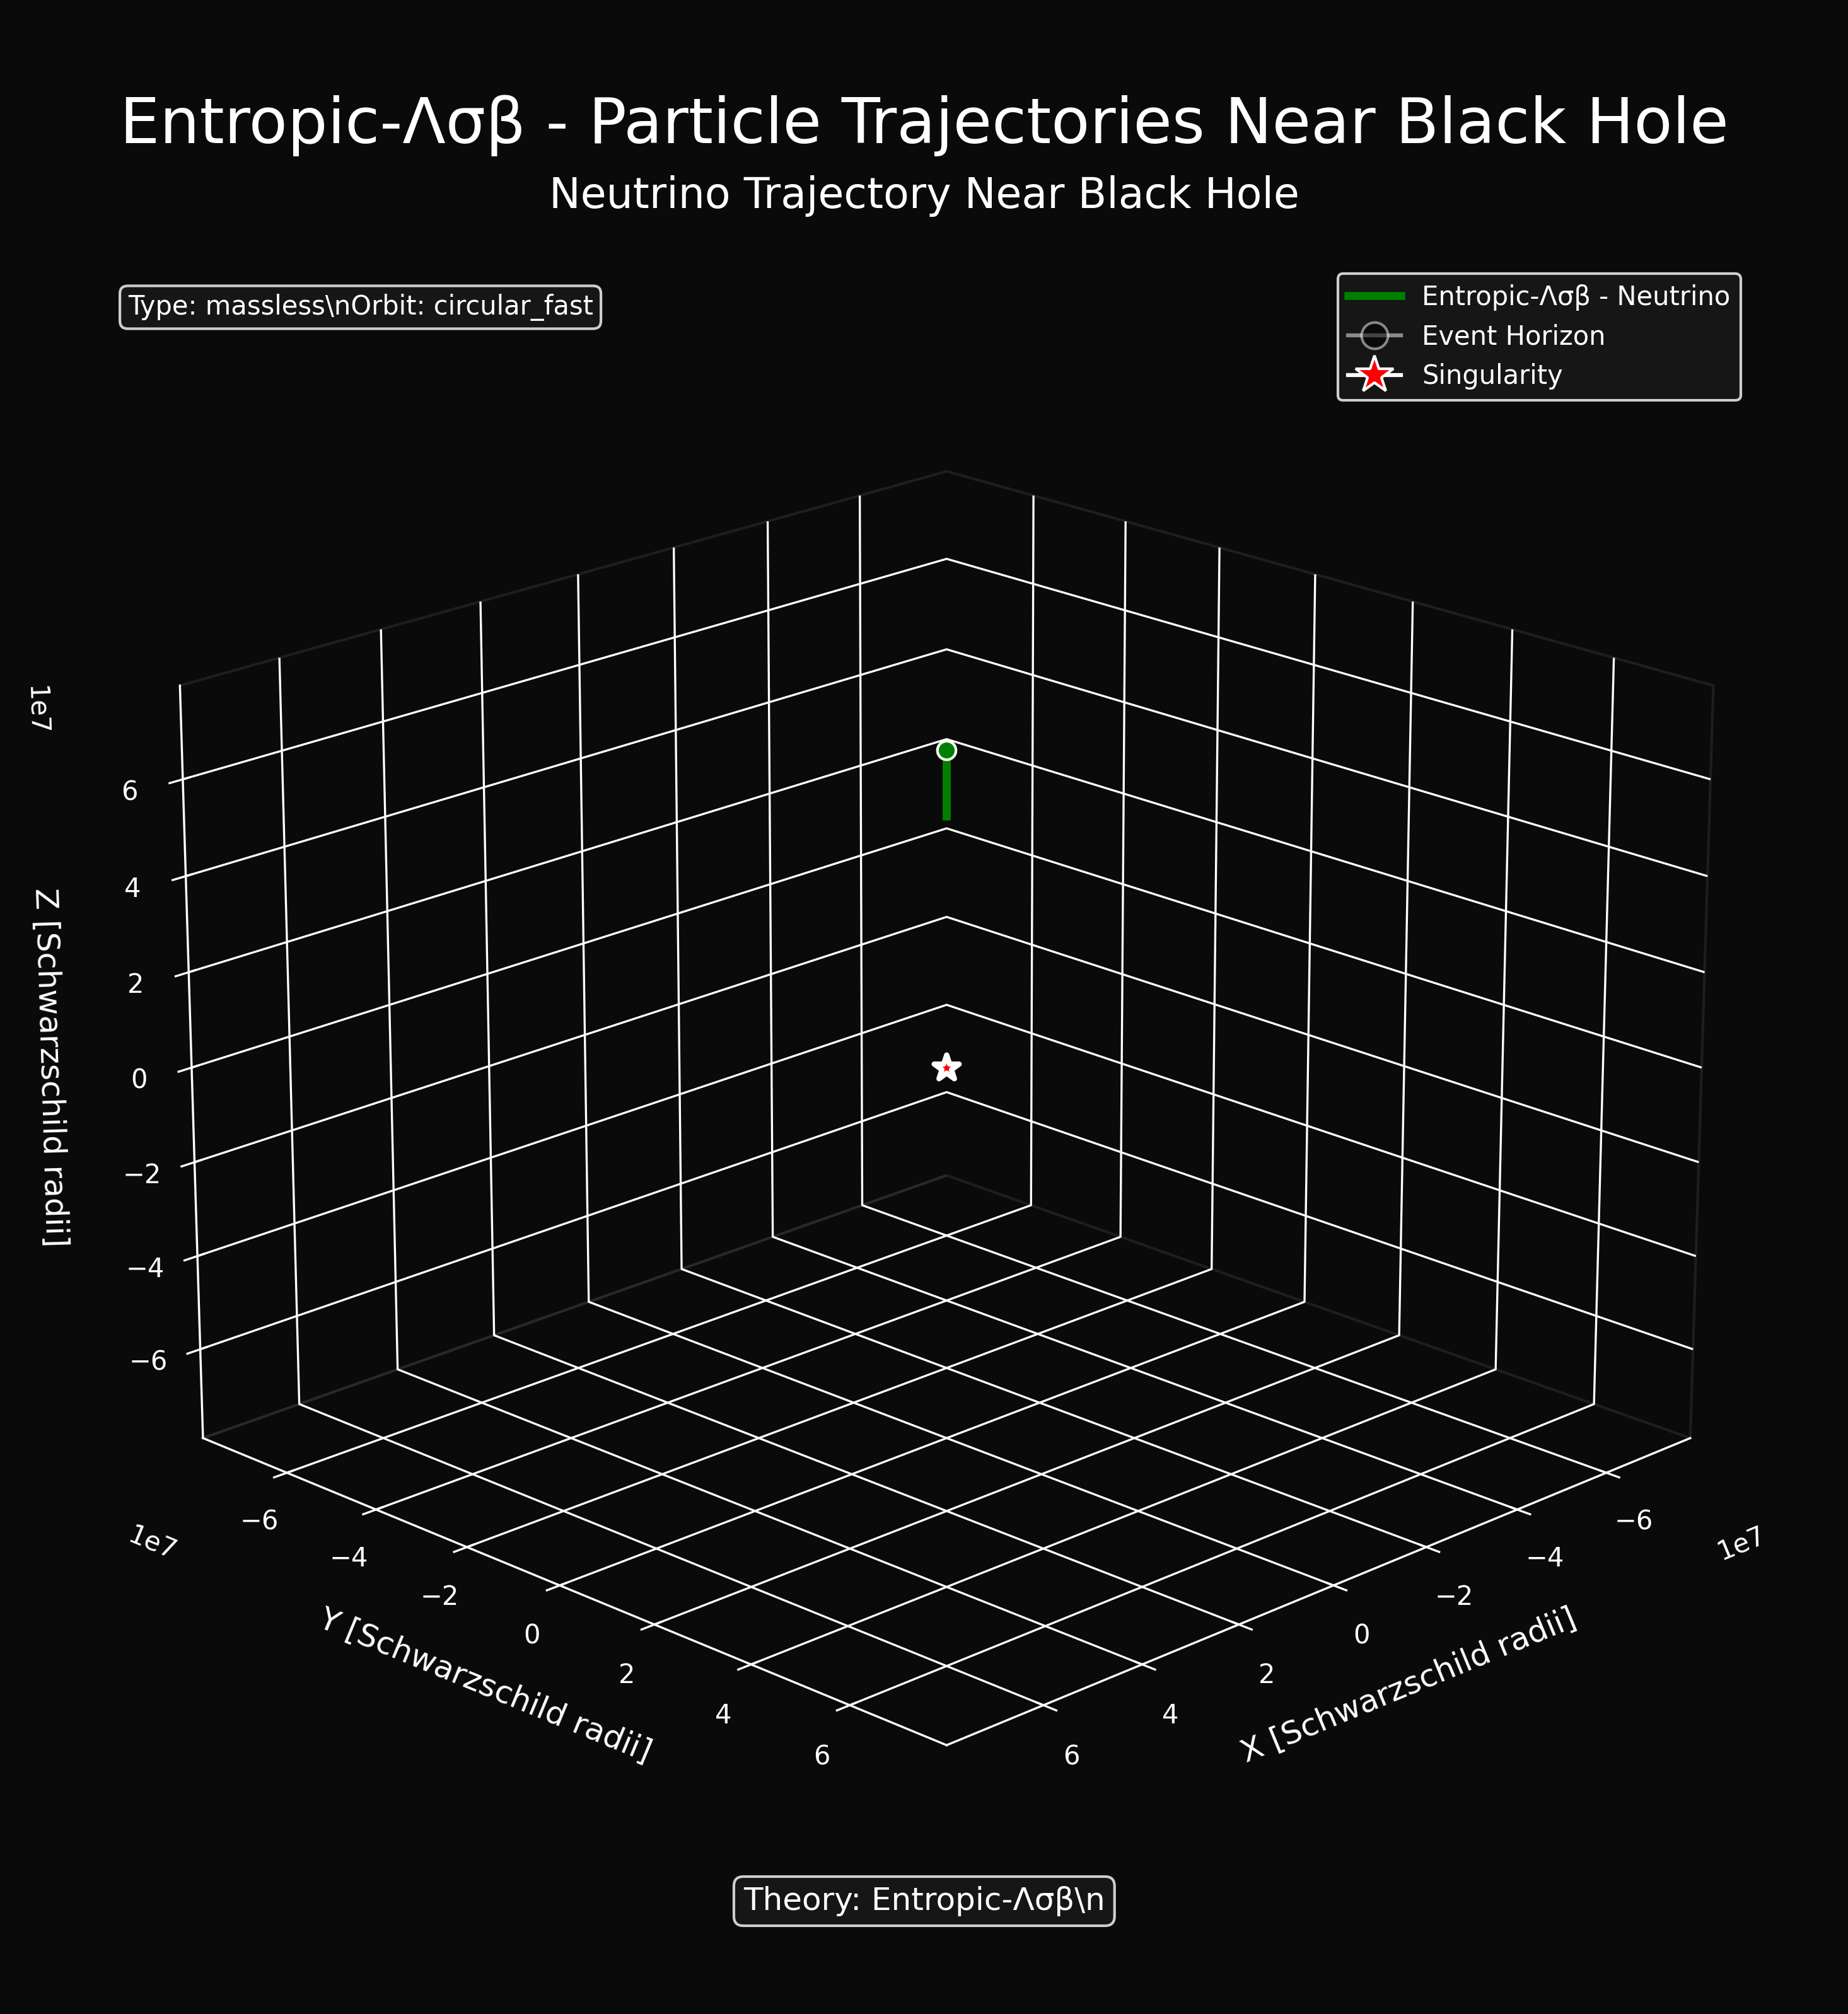 Entropic-Λσβ - Particle Trajectories Near Black Hole
Neutrino Trajectory Near Black Hole
Type: massless\nOrbit: circular_fast
Entropic-Λσβ - Neutrino
Event Horizon
Singularity
1e7
6
4
2
0
−2
−4
−6
Z [Schwarzschild radii]
1e7
−6
−4
−2
0
2
4
6
Y [Schwarzschild radii]
1e7
−6
−4
−2
0
2
4
6
X [Schwarzschild radii]
Theory: Entropic-Λσβ\n